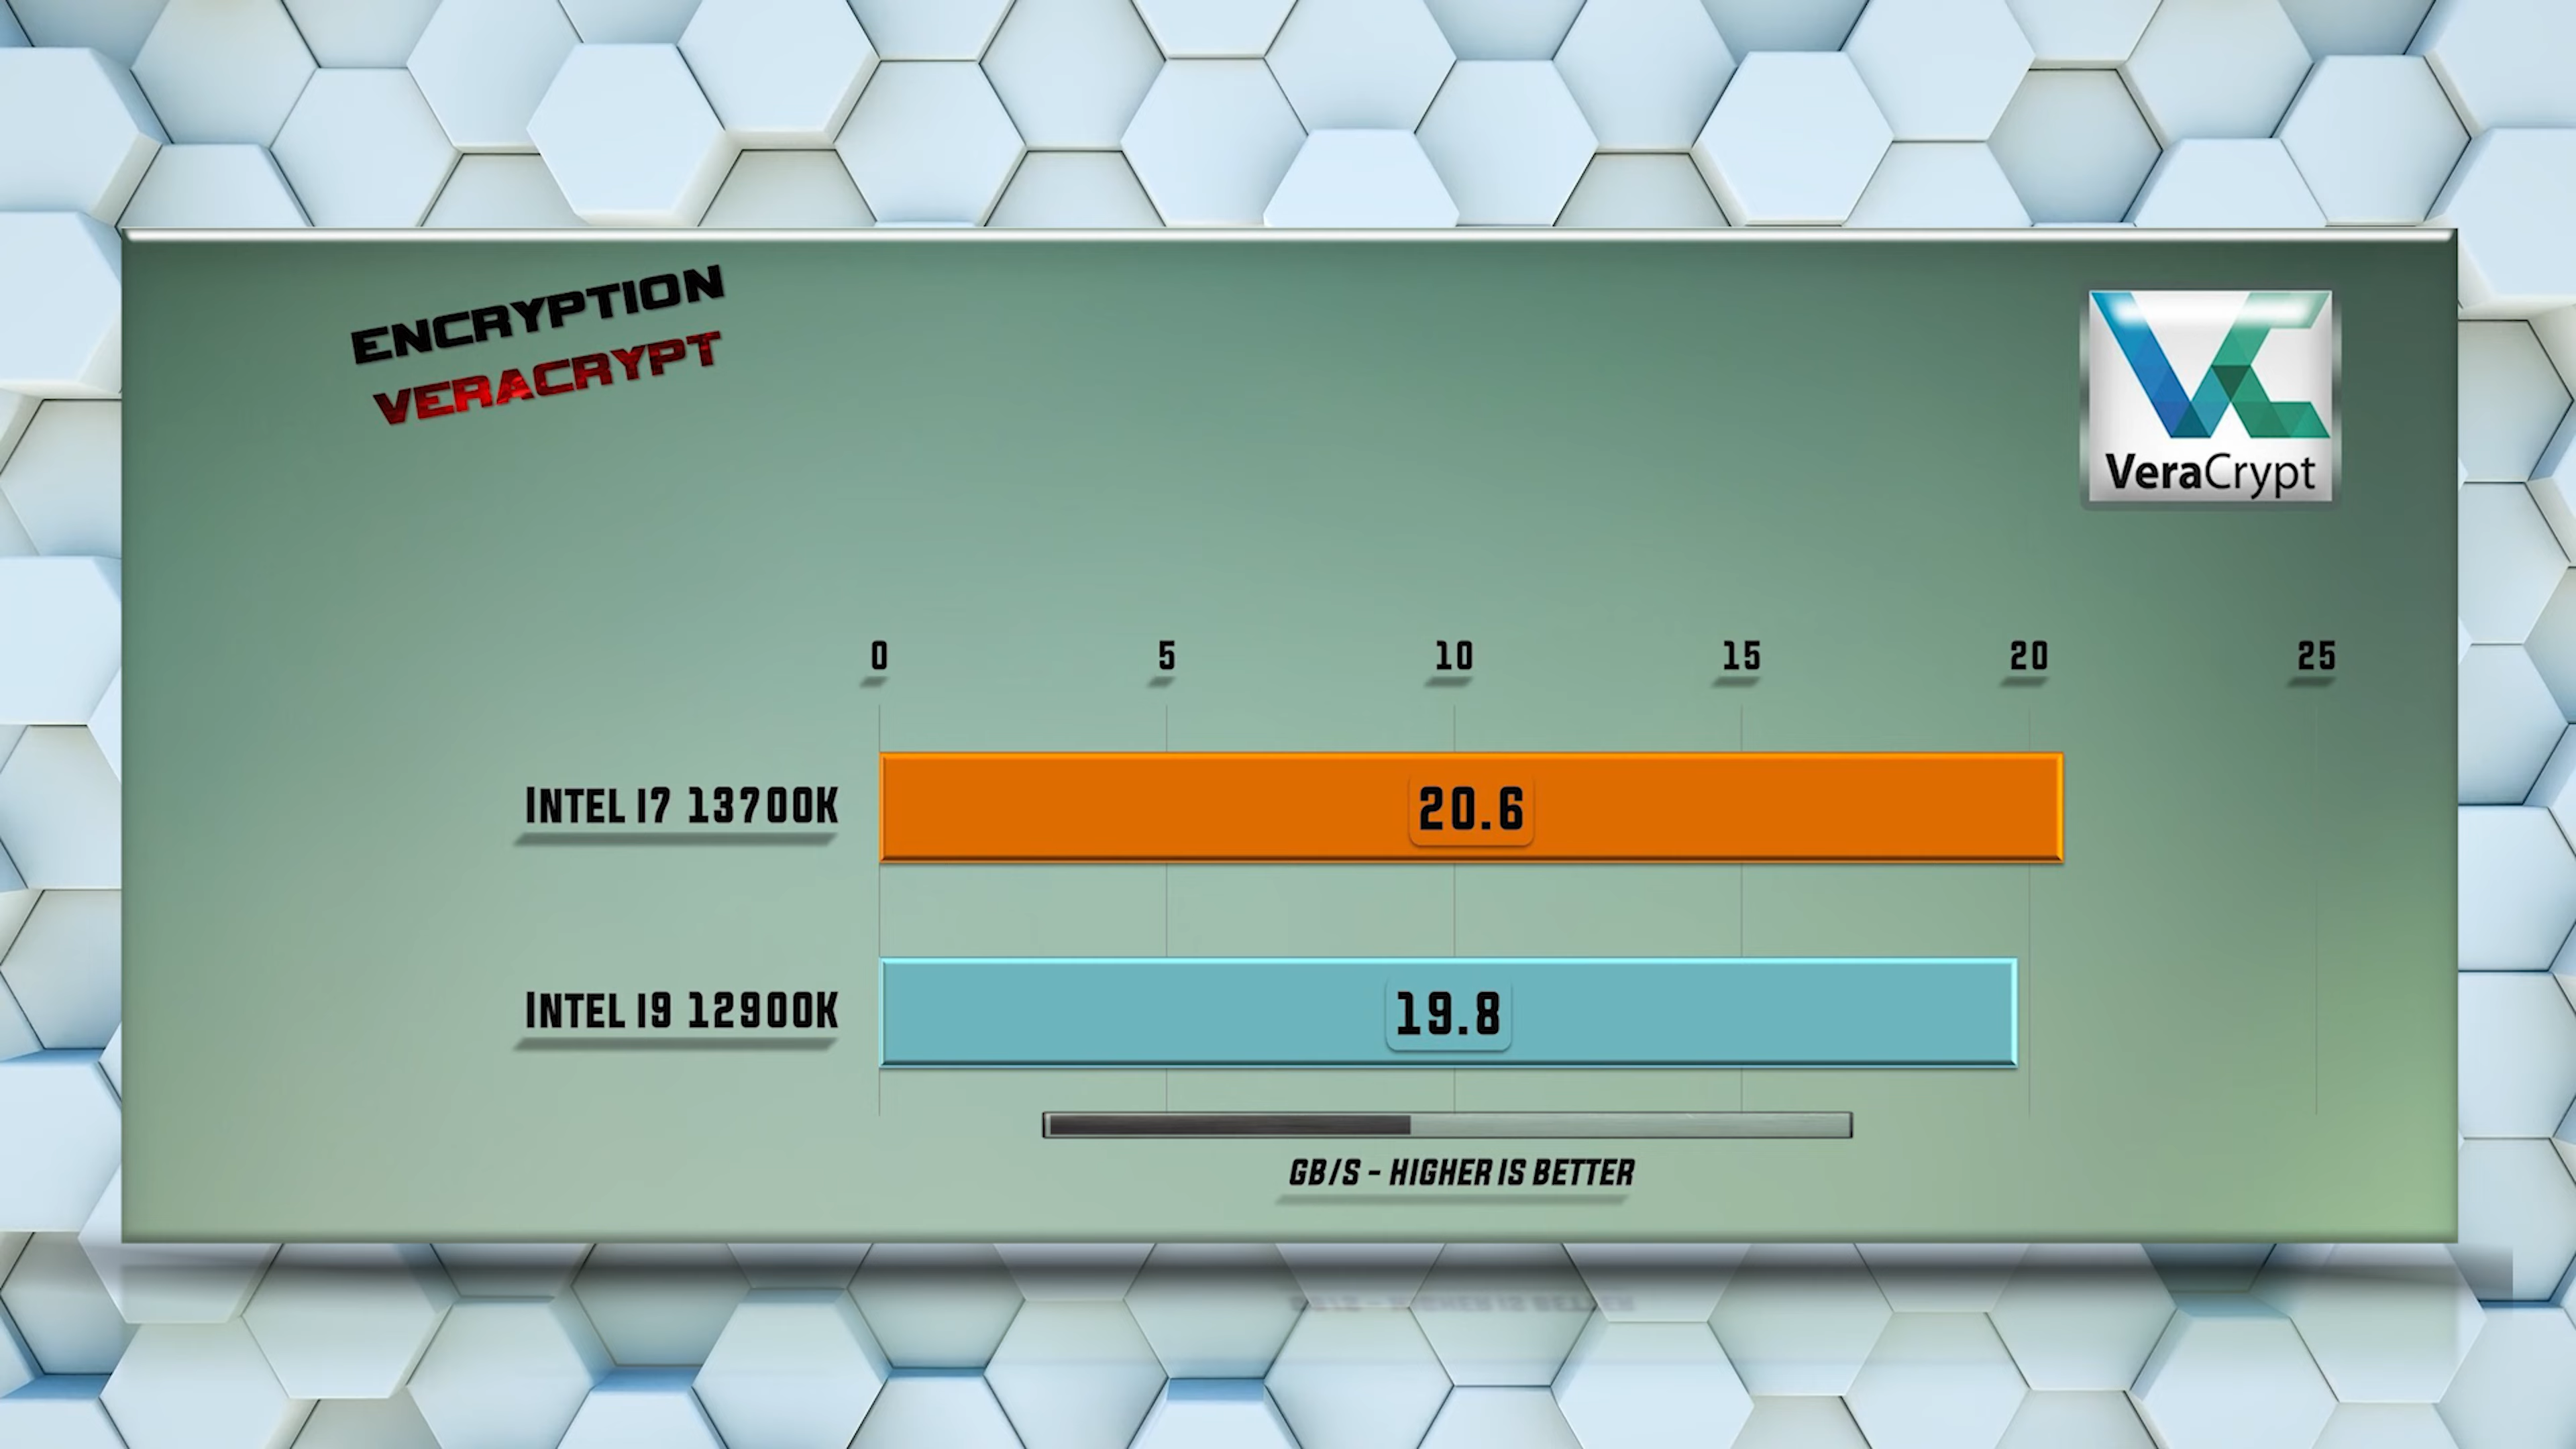 ENCRYPTION
VERACRYPT
VeraCrypt
0 5 10 15 20 25
INTEL I7 13700K 20.6
INTEL I9 12900K 19.8
GB/S - HIGHER IS BETTER